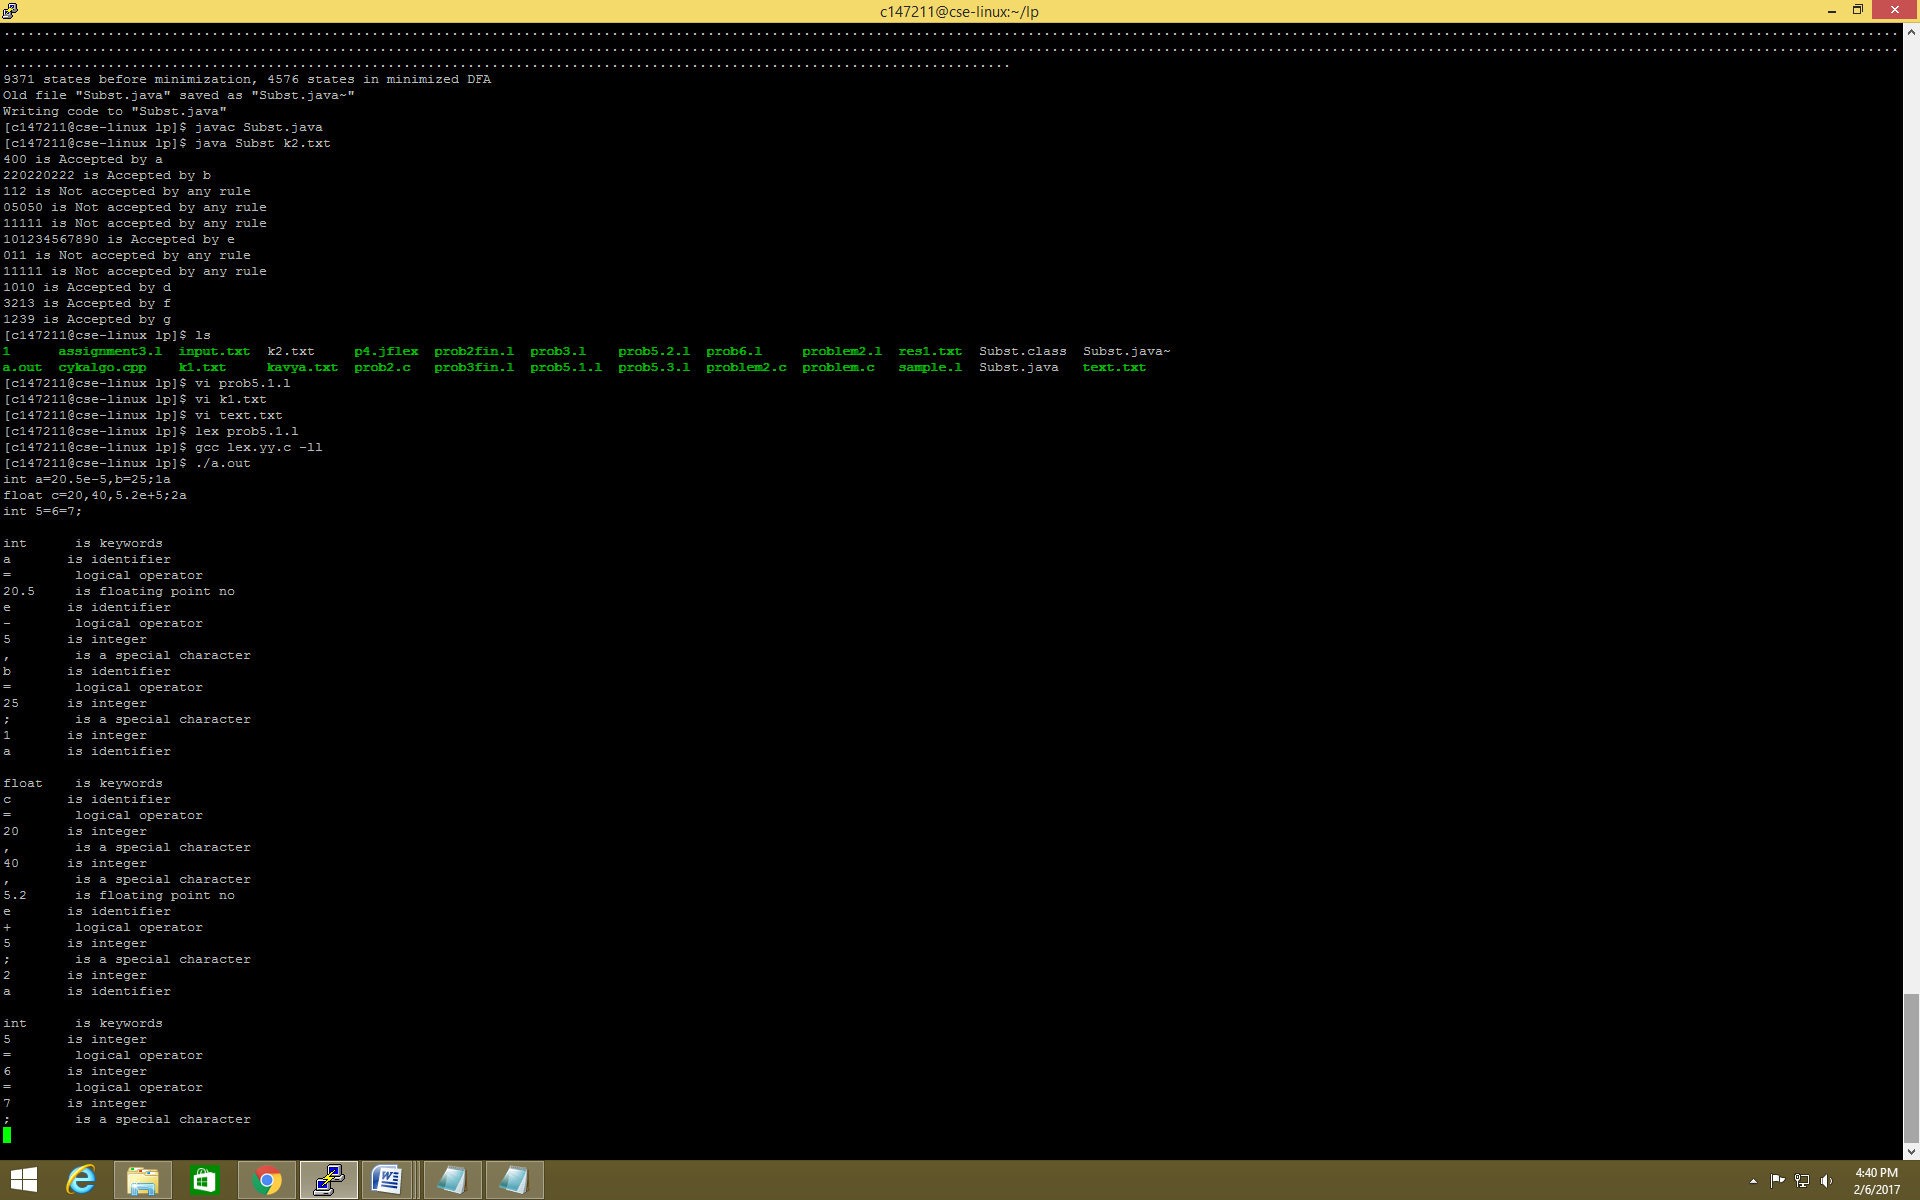 c147211@cse-linux:~/lp
9371 states before minimization, 4576 states in minimized DFA
Old file "Subst.java" saved as "Subst.java~"
Writing code to "Subst.java"
[c147211@cse-linux lp]$ javac Subst.java
[c147211@cse-linux lp]$ java Subst k2.txt
400 is Accepted by a
220220222 is Accepted by b
112 is Not accepted by any rule
05050 is Not accepted by any rule
11111 is Not accepted by any rule
101234567890 is Accepted by e
011 is Not accepted by any rule
11111 is Not accepted by any rule
1010 is Accepted by d
3213 is Accepted by f
1239 is Accepted by g
[c147211@cse-linux lp]$ ls
1      assignment3.l  input.txt  k2.txt     p4.jflex  prob2fin.l  prob3.l    prob5.2.l  prob6.l     problem2.l  res1.txt  Subst.class  Subst.java~
a.out  cykalgo.cpp    k1.txt     kavya.txt  prob2.c   prob3fin.l  prob5.1.l  prob5.3.l  problem2.c  problem.c   sample.l  Subst.java   text.txt
[c147211@cse-linux lp]$ vi prob5.1.l
[c147211@cse-linux lp]$ vi k1.txt
[c147211@cse-linux lp]$ vi text.txt
[c147211@cse-linux lp]$ lex prob5.1.l
[c147211@cse-linux lp]$ gcc lex.yy.c -ll
[c147211@cse-linux lp]$ ./a.out
int a=20.5e-5,b=25;1a
float c=20,40,5.2e+5;2a
int 5=6=7;
int      is keywords
a       is identifier
=        logical operator
20.5     is floating point no
e       is identifier
-        logical operator
5       is integer
,        is a special character
b       is identifier
=        logical operator
25      is integer
;        is a special character
1       is integer
a       is identifier
float    is keywords
c       is identifier
=        logical operator
20      is integer
,        is a special character
40      is integer
,        is a special character
5.2      is floating point no
e       is identifier
+        logical operator
5       is integer
;        is a special character
2       is integer
a       is identifier
int      is keywords
5       is integer
=        logical operator
6       is integer
=        logical operator
7       is integer
;        is a special character
4:40 PM
2/6/2017